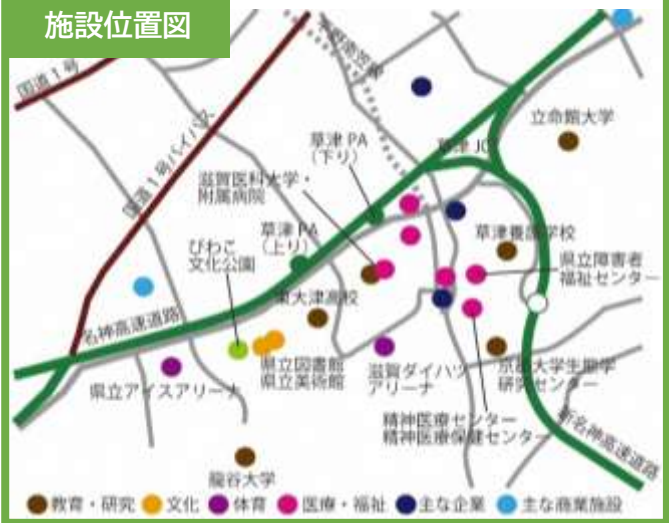 施設位置図
国道1号
国道1号バイパス
立命館大学
草津PA
（下り）
草津JCT
滋賀医科大学・
附属病院
草津PA
（上り）
びわこ
文化公園
草津養護学校
県立障害者
福祉センター
東大津高校
名神高速道路
県立アイスアリーナ
県立図書館
県立美術館
滋賀ダイハツ
アリーナ
京都大学生態学
研究センター
精神医療センター
精神医療保健センター
新名神高速道路
龍谷大学
教育・研究 文化 体育 医療・福祉 主な企業 主な商業施設